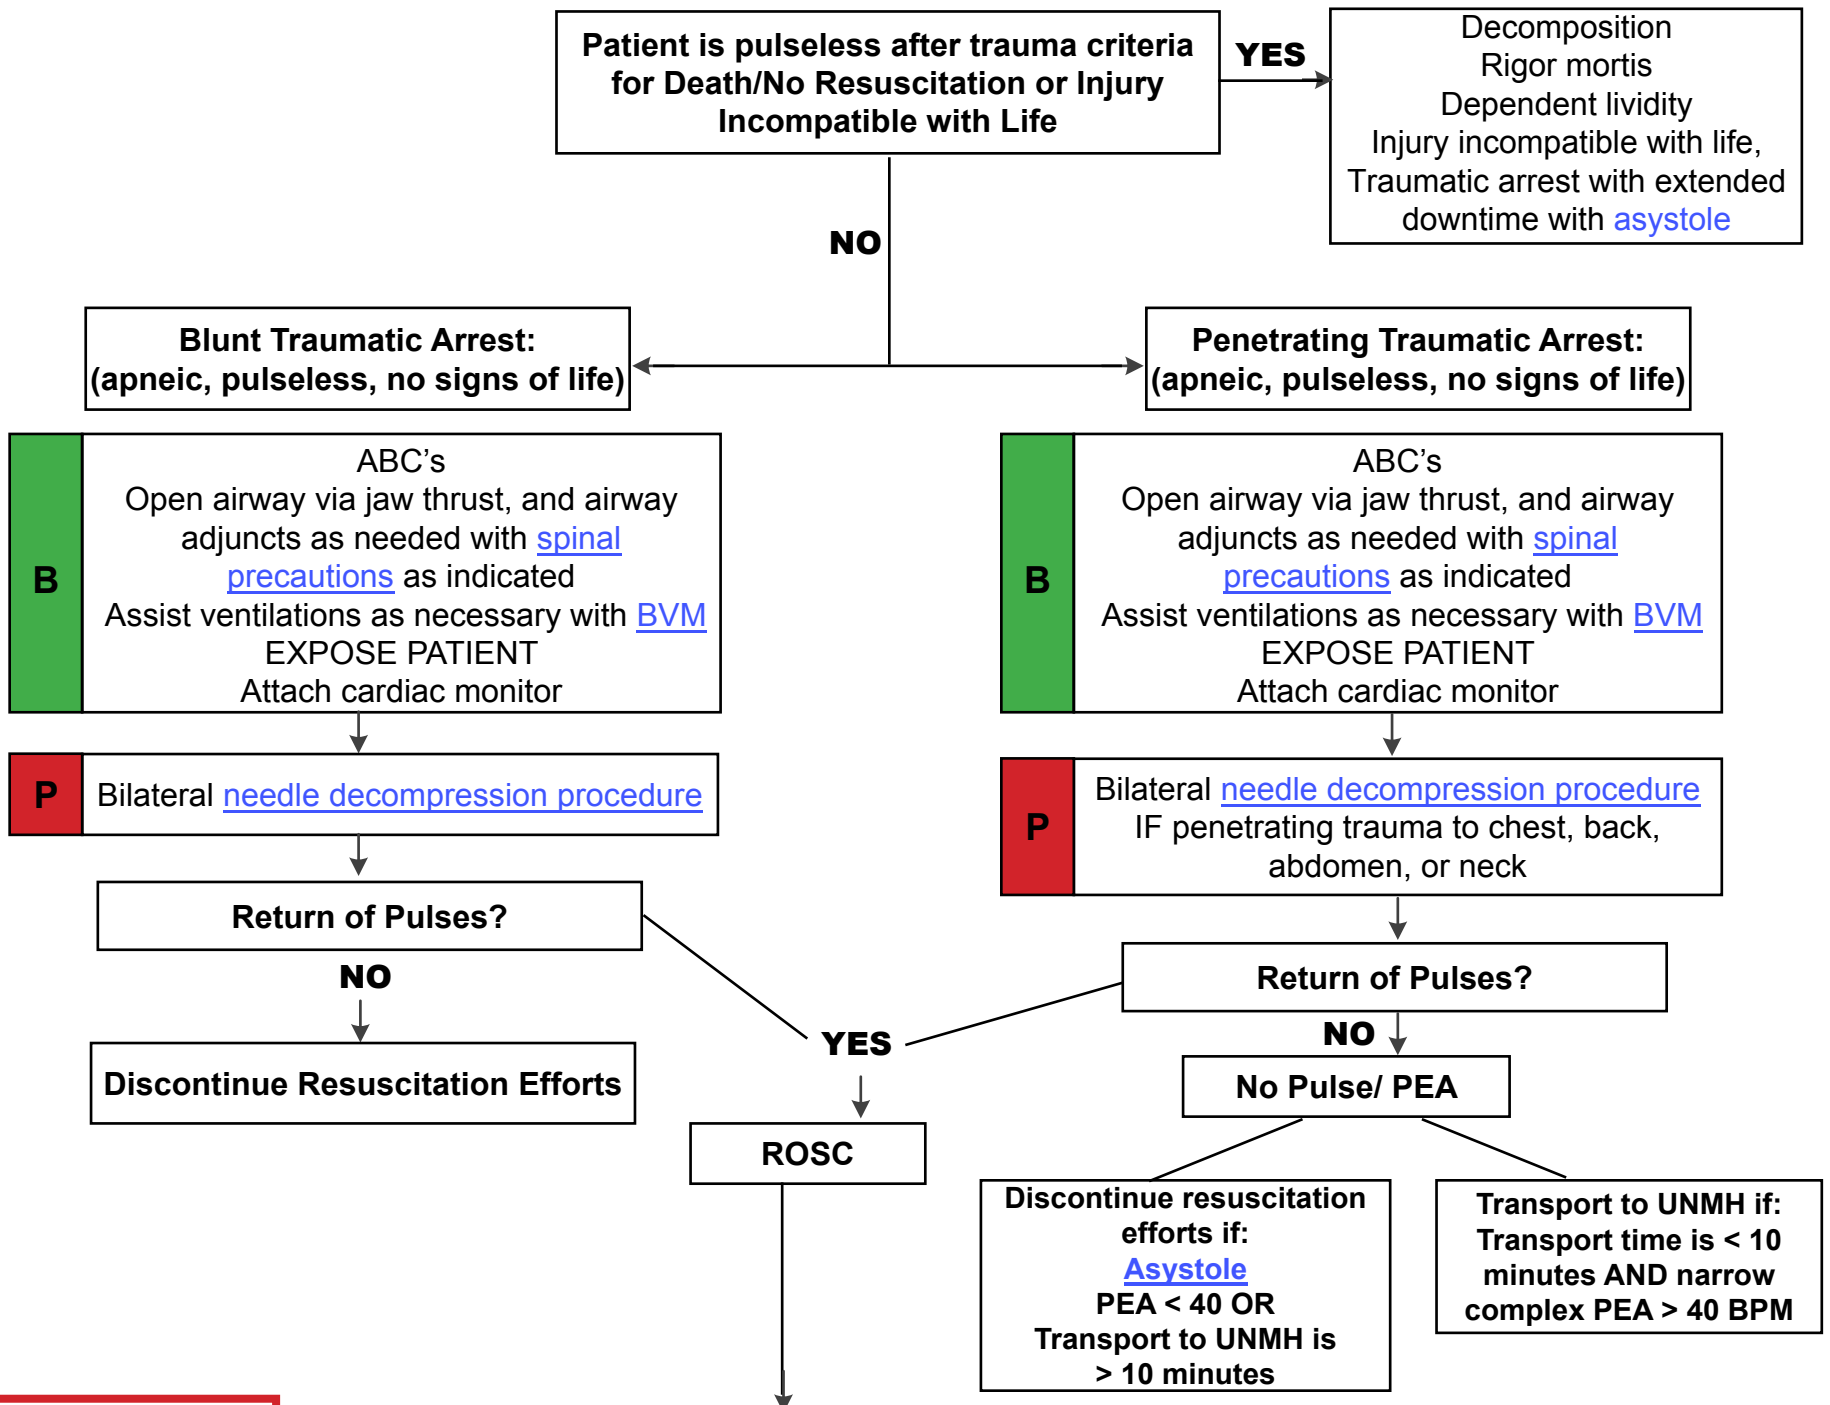 Patient is pulseless after trauma criteria
for Death/No Resuscitation or Injury
Incompatible with Life
YES
Decomposition
Rigor mortis
Dependent lividity
Injury incompatible with life,
Traumatic arrest with extended
downtime with asystole
NO
Blunt Traumatic Arrest:
(apneic, pulseless, no signs of life)
Penetrating Traumatic Arrest:
(apneic, pulseless, no signs of life)
B
ABC’s
Open airway via jaw thrust, and airway
adjuncts as needed with spinal
precautions as indicated
Assist ventilations as necessary with BVM
EXPOSE PATIENT
Attach cardiac monitor
B
ABC’s
Open airway via jaw thrust, and airway
adjuncts as needed with spinal
precautions as indicated
Assist ventilations as necessary with BVM
EXPOSE PATIENT
Attach cardiac monitor
P
Bilateral needle decompression procedure
P
Bilateral needle decompression procedure
IF penetrating trauma to chest, back,
abdomen, or neck
Return of Pulses?
NO
Discontinue Resuscitation Efforts
Return of Pulses?
YES
NO
ROSC
No Pulse/ PEA
Discontinue resuscitation
efforts if:
Asystole
PEA < 40 OR
Transport to UNMH is
> 10 minutes
Transport to UNMH if:
Transport time is < 10
minutes AND narrow
complex PEA > 40 BPM